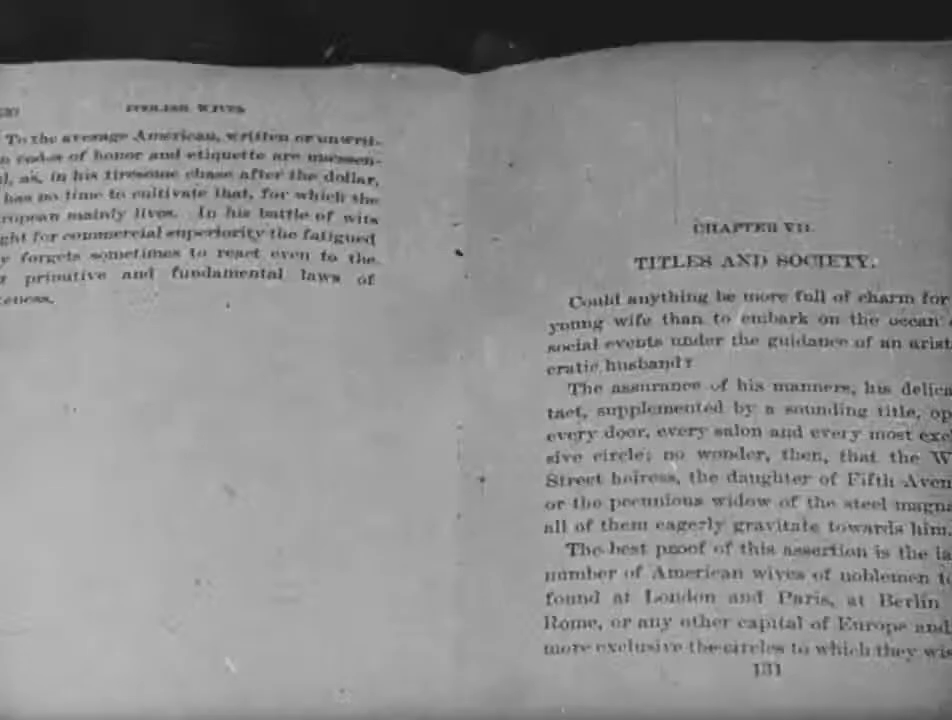 To the average American, written or unwrit-
codes of honor and etiquette are unessen-
as, in his tiresome chase after the dollar,
has no time to cultivate that, for which the
mainly lives. In his battle of wits
for commercial superiority the fatigued
forgets sometimes to react even to the
primitive and fundamental laws of
CHAPTER VII.
TITLES AND SOCIETY.
Could anything be more full of charm for
young wife than to embark on the ocean
social events under the guidance of an arist
cratic husband?
The assurance of his manners, his delica
tact, supplemented by a sounding title, op
every door, every salon and every most excl
sive circle; no wonder, then, that the W
Street heiress, the daughter of Fifth Aven
or the pecunious widow of the steel magna
all of them eagerly gravitate towards him.
The best proof of this assertion is the la
number of American wives of noblemen to
found at London and Paris, at Berlin
Rome, or any other capital of Europe and
more exclusive the circles to which they wis
131